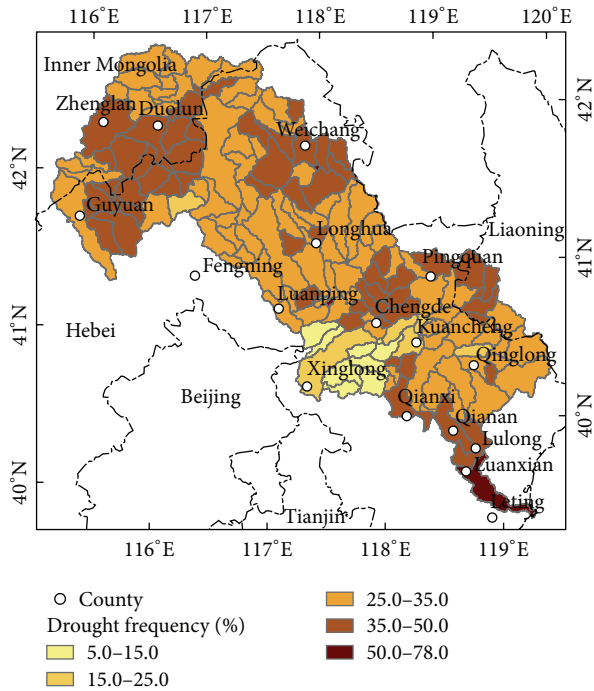 116°E 117°E 118°E 119°E 120°E
Inner Mongolia
Zhenglan Duolun
42°N
42°N
Weichang
Guyuan
Longhua
Liaoning
Pingquan
41°N
Fengning
Luanping
Chengde
41°N
Hebei
Kuancheng
Qinglong
Xinglong
Beijing
Qianxi
40°N
Qianan
Lulong
Luanxian
40°N
Leting
Tianjin
116°E 117°E 118°E 119°E
County
Drought frequency (%)
5.0–15.0
15.0–25.0
25.0–35.0
35.0–50.0
50.0–78.0